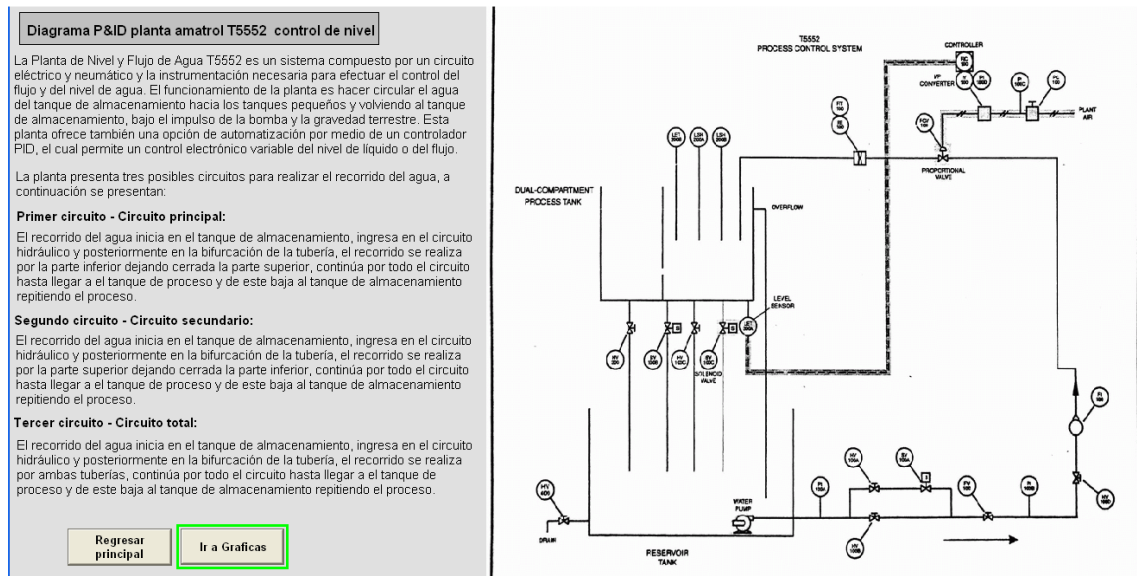 Diagrama P&ID planta amatrol T5552 control de nivel
La Planta de Nivel y Flujo de Agua T5552 es un sistema compuesto por un circuito
eléctrico y neumático y la instrumentación necesaria para efectuar el control del
flujo y del nivel de agua. El funcionamiento de la planta es hacer circular el agua
del tanque de almacenamiento hacia los tanques pequeños y volviendo al tanque
de almacenamiento, bajo el impulso de la bomba y la gravedad terrestre. Esta
planta ofrece también una opción de automatización por medio de un controlador
PID, el cual permite un control electrónico variable del nivel de líquido o del flujo.
La planta presenta tres posibles circuitos para realizar el recorrido del agua, a
continuación se presentan:
Primer circuito - Circuito principal:
El recorrido del agua inicia en el tanque de almacenamiento, ingresa en el circuito
hidráulico y posteriormente en la bifurcación de la tubería, el recorrido se realiza
por la parte inferior dejando cerrada la parte superior, continúa por todo el circuito
hasta llegar a el tanque de proceso y de este baja al tanque de almacenamiento
repitiendo el proceso.
Segundo circuito - Circuito secundario:
El recorrido del agua inicia en el tanque de almacenamiento, ingresa en el circuito
hidráulico y posteriormente en la bifurcación de la tubería, el recorrido se realiza
por la parte superior dejando cerrada la parte inferior, continúa por todo el circuito
hasta llegar a el tanque de proceso y de este baja al tanque de almacenamiento
repitiendo el proceso.
Tercer circuito - Circuito total:
El recorrido del agua inicia en el tanque de almacenamiento, ingresa en el circuito
hidráulico y posteriormente en la bifurcación de la tubería, el recorrido se realiza
por ambas tuberías, continúa por todo el circuito hasta llegar a el tanque de
proceso y de este baja al tanque de almacenamiento repitiendo el proceso.
Regresar
principal
Ir a Graficas
T5552
PROCESS CONTROL SYSTEM
CONTROLLER
I/P
CONVERTER
PLANT
AIR
PROPORTIONAL
VALVE
DUAL-COMPARTMENT
PROCESS TANK
OVERFLOW
LEVEL
SENSOR
SOLENOID
VALVE
WATER
PUMP
DRAIN
RESERVOIR
TANK